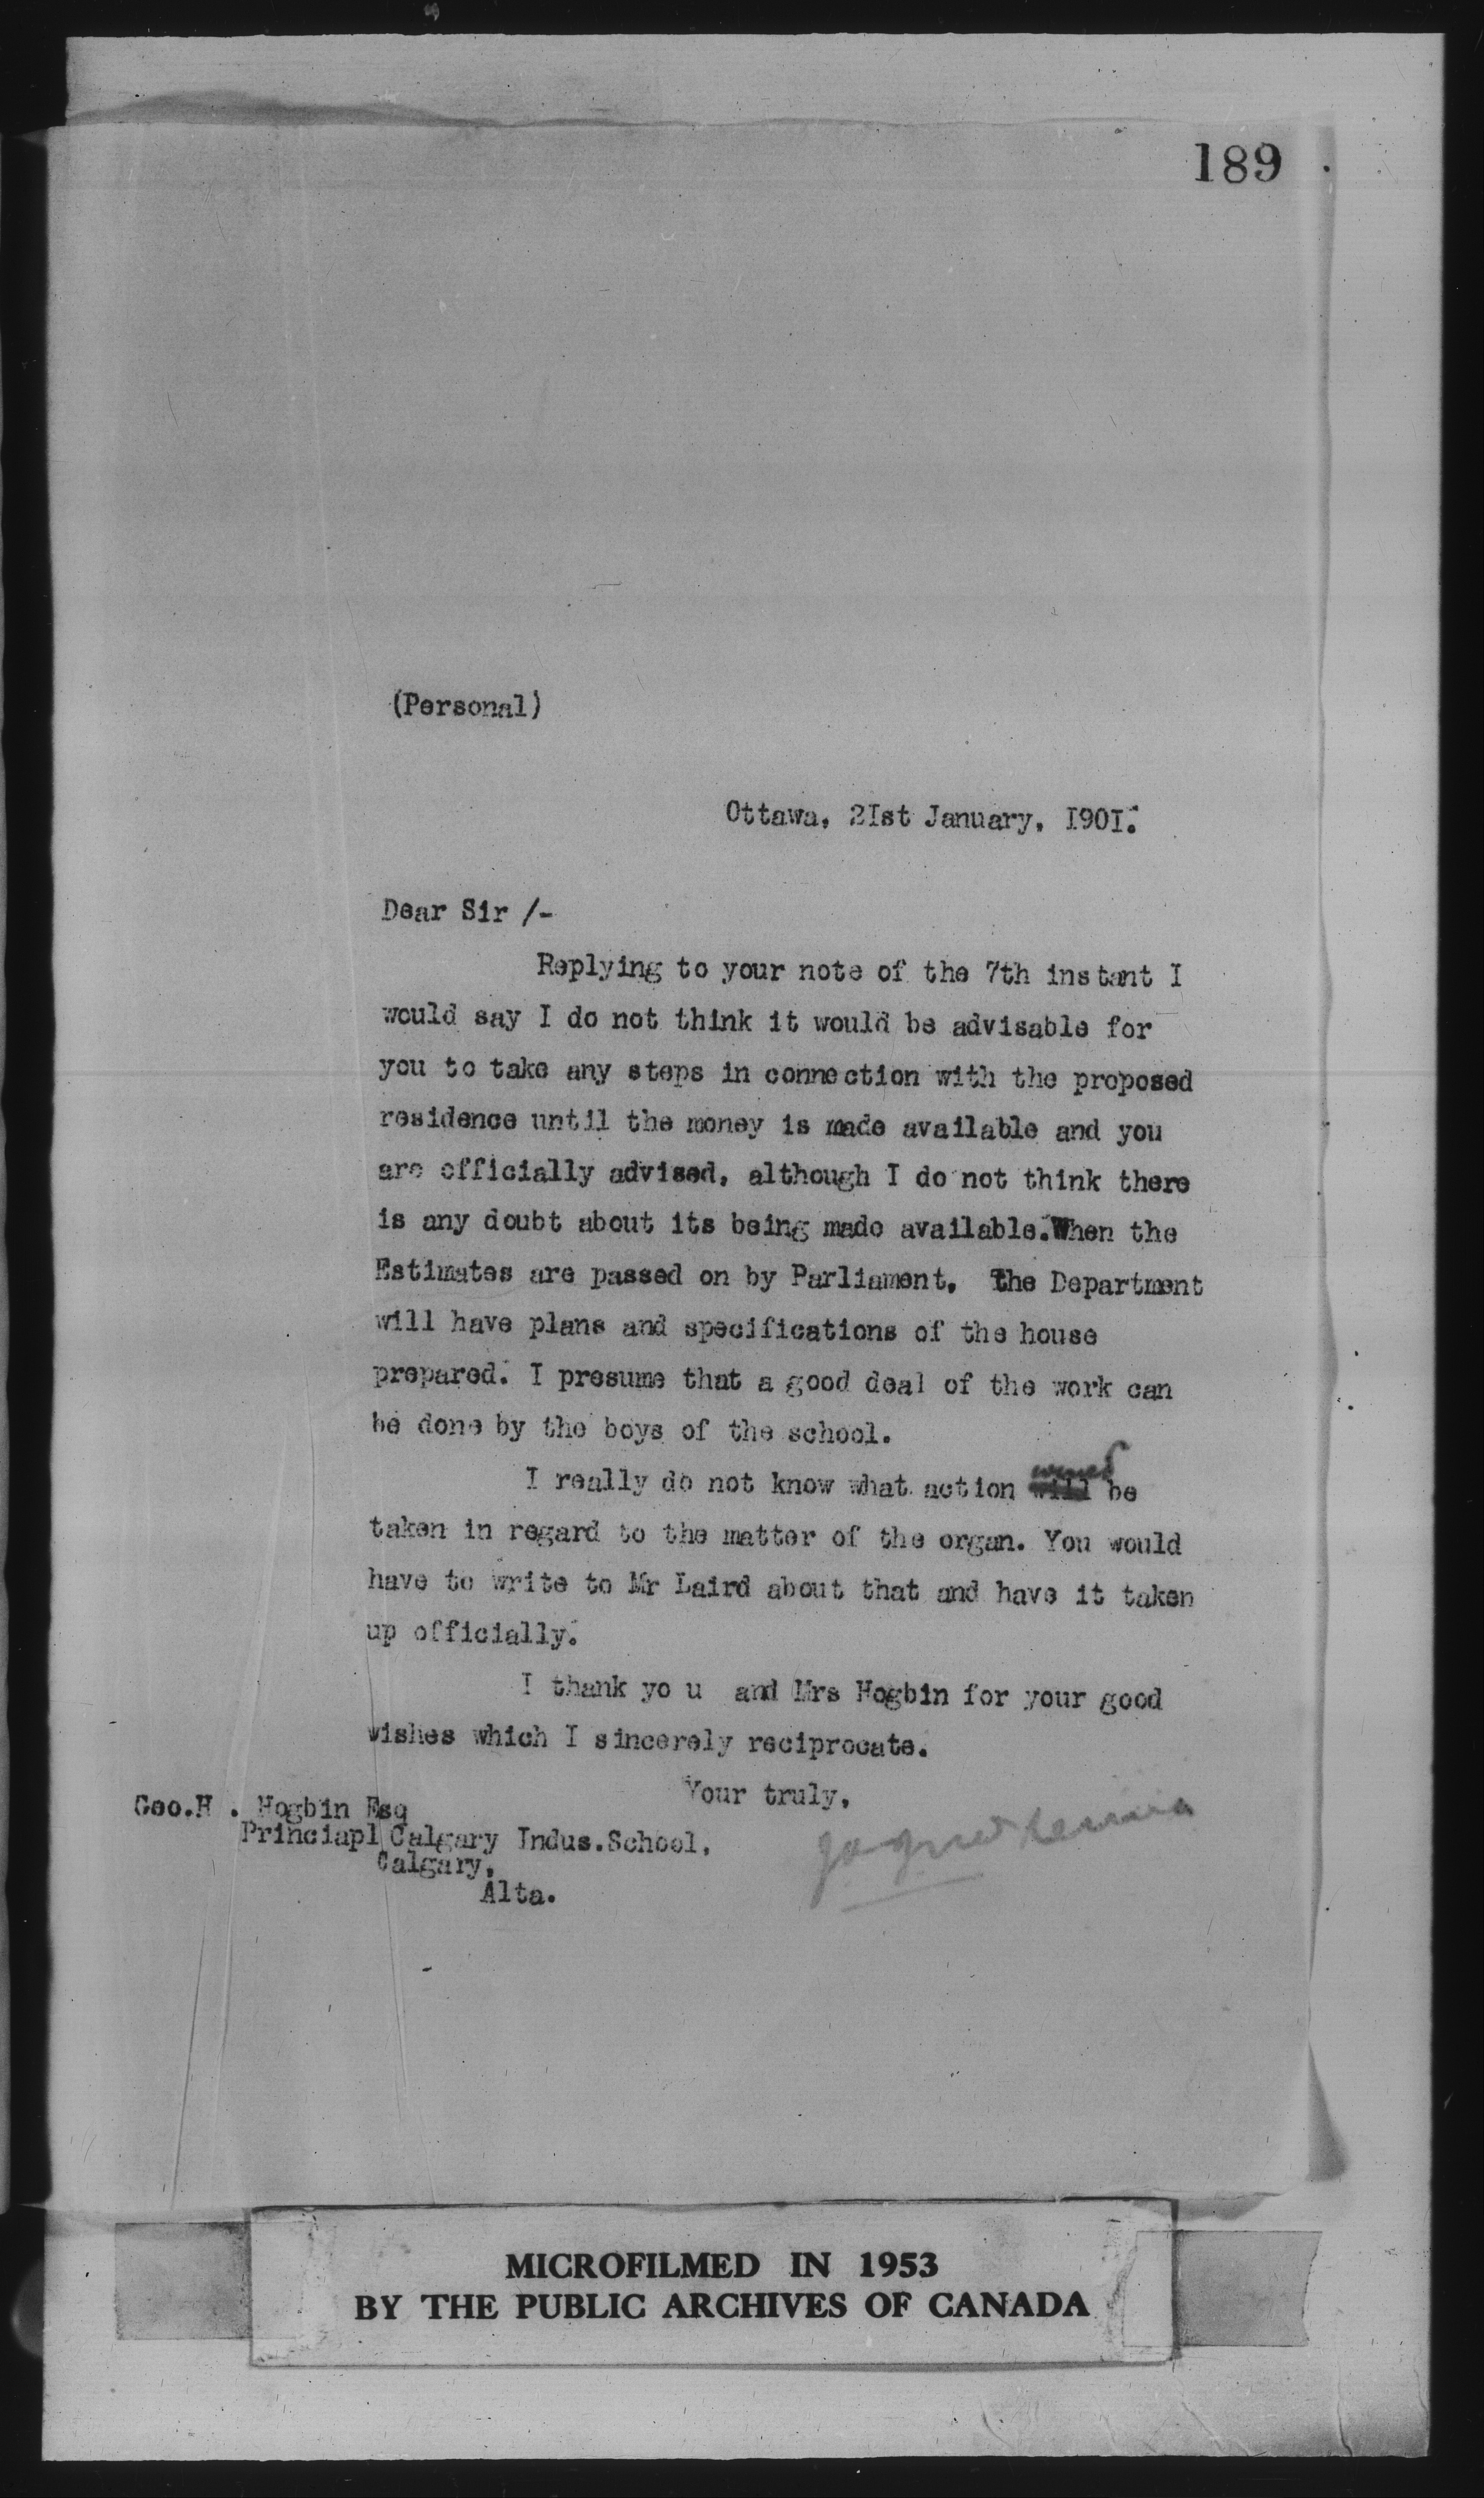 189
(Personal)
Ottawa, 2Ist January, I90I.
Dear Sir /-
Replying to your note of the 7th instant I
would say I do not think it would be advisable for
you to take any steps in connection with the proposed
residence until the money is made available and you
are officially advised, although I do not think there
is any doubt about its being made available.When the
Estimates are passed on by Parliament, the Department
will have plans and specifications of the house
prepared. I presume that a good deal of the work can
be done by the boys of the school.
I really do not know what action will be
taken in regard to the matter of the organ. You would
have to write to Mr Laird about that and have it taken
up officially.
I thank yo u and Mrs Hogbin for your good
wishes which I sincerely reciprocate.
Your truly,
Geo.H . Hogbin Esq
Princiapl Calgary Indus.School,
Calgary,
Alta.
MICROFILMED IN 1953
BY THE PUBLIC ARCHIVES OF CANADA